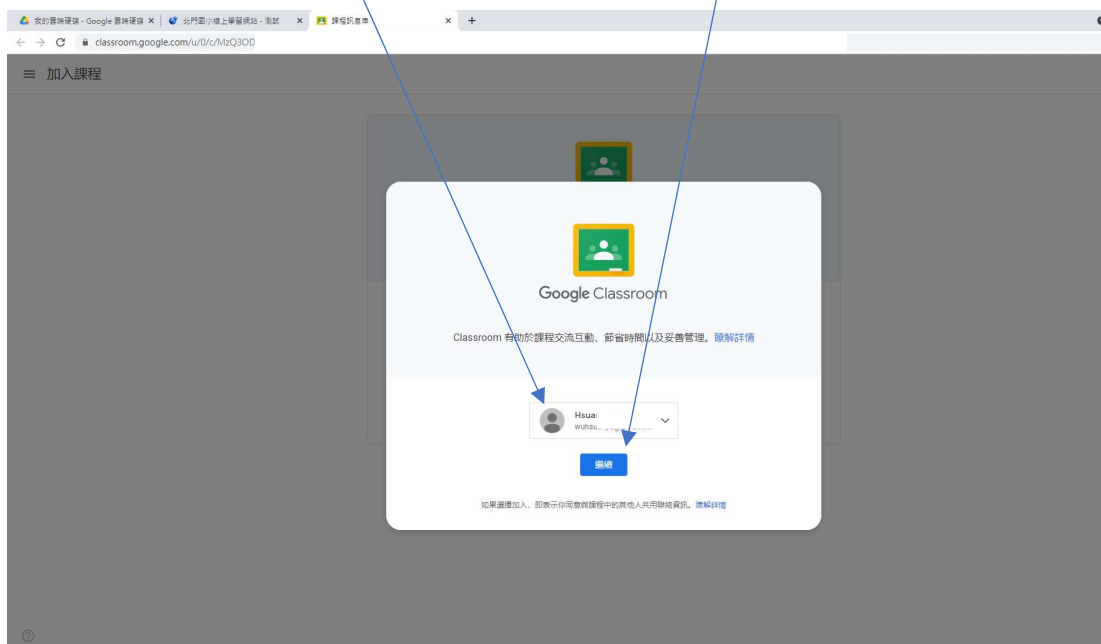 我的雲端硬碟 - Google 雲端硬碟
北門國小線上學習網站 - 測試
課程訊息串
classroom.google.com/u/0/c/MzQ3OD
加入課程
Google Classroom
Classroom 有助於課程交流互動、節省時間以及妥善管理。瞭解詳情
Hsua
wuhsu
繼續
如果選擇加入,即表示你同意與課程中的其他人共用聯絡資訊。瞭解詳情